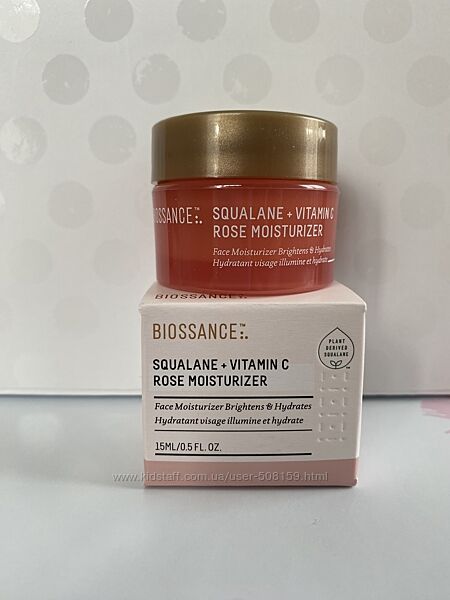 BIOSSANCE™
SQUALANE + VITAMIN C
ROSE MOISTURIZER
Face Moisturizer Brightens & Hydrates
Hydratant visage illumine et hydrate
BIOSSANCE
BIOSSANCE™
PLANT
DERIVED
SQUALANE
SQUALANE + VITAMIN C
ROSE MOISTURIZER
Face Moisturizer Brightens & Hydrates
Hydratant visage illumine et hydrate
15ML/0.5 FL. OZ.
www.kidstaff.com.ua/user-508159.html